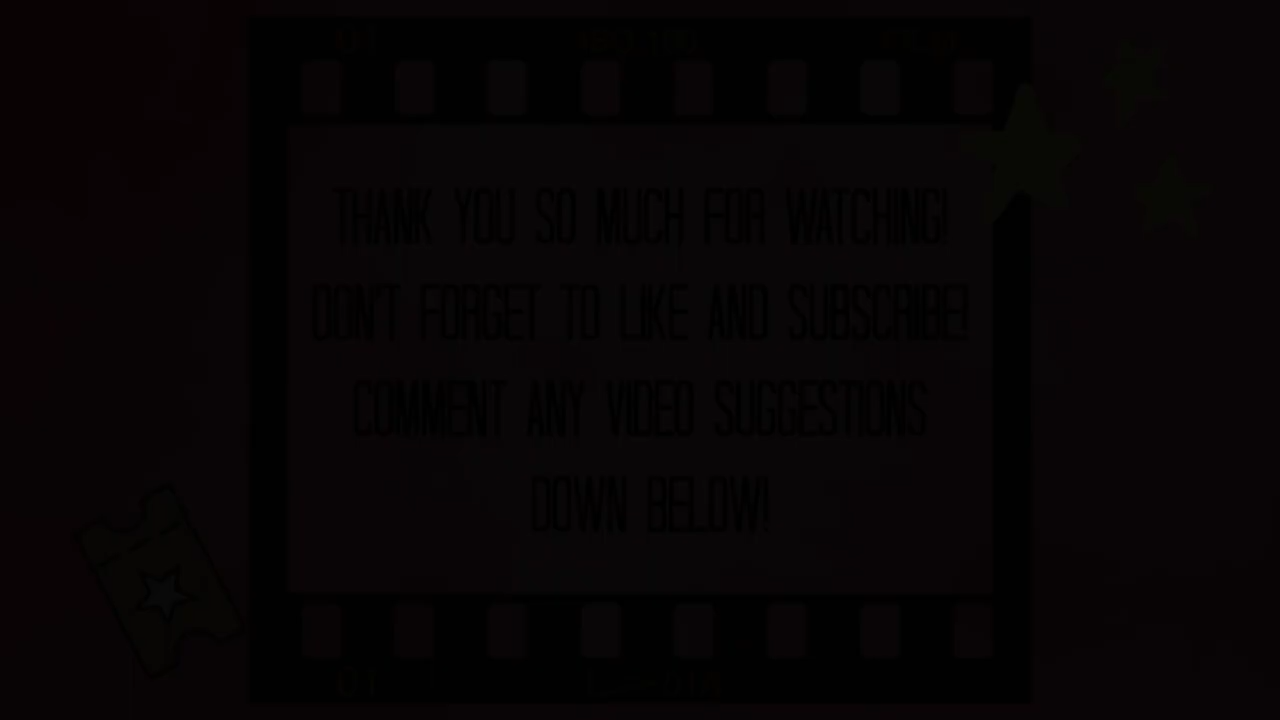 THANK YOU SO MUCH FOR WATCHING!
DON'T FORGET TO LIKE AND SUBSCRIBE!
COMMENT ANY VIDEO SUGGESTIONS
DOWN BELOW!